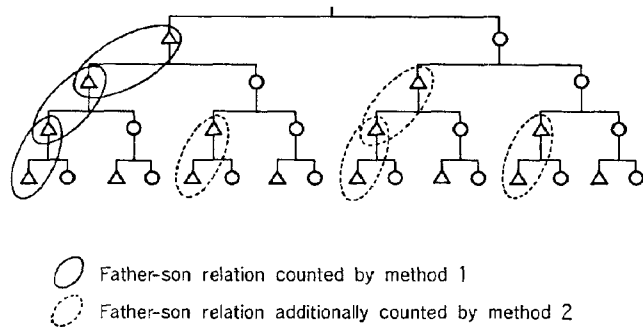 Father-son relation counted by method 1
Father-son relation additionally counted by method 2